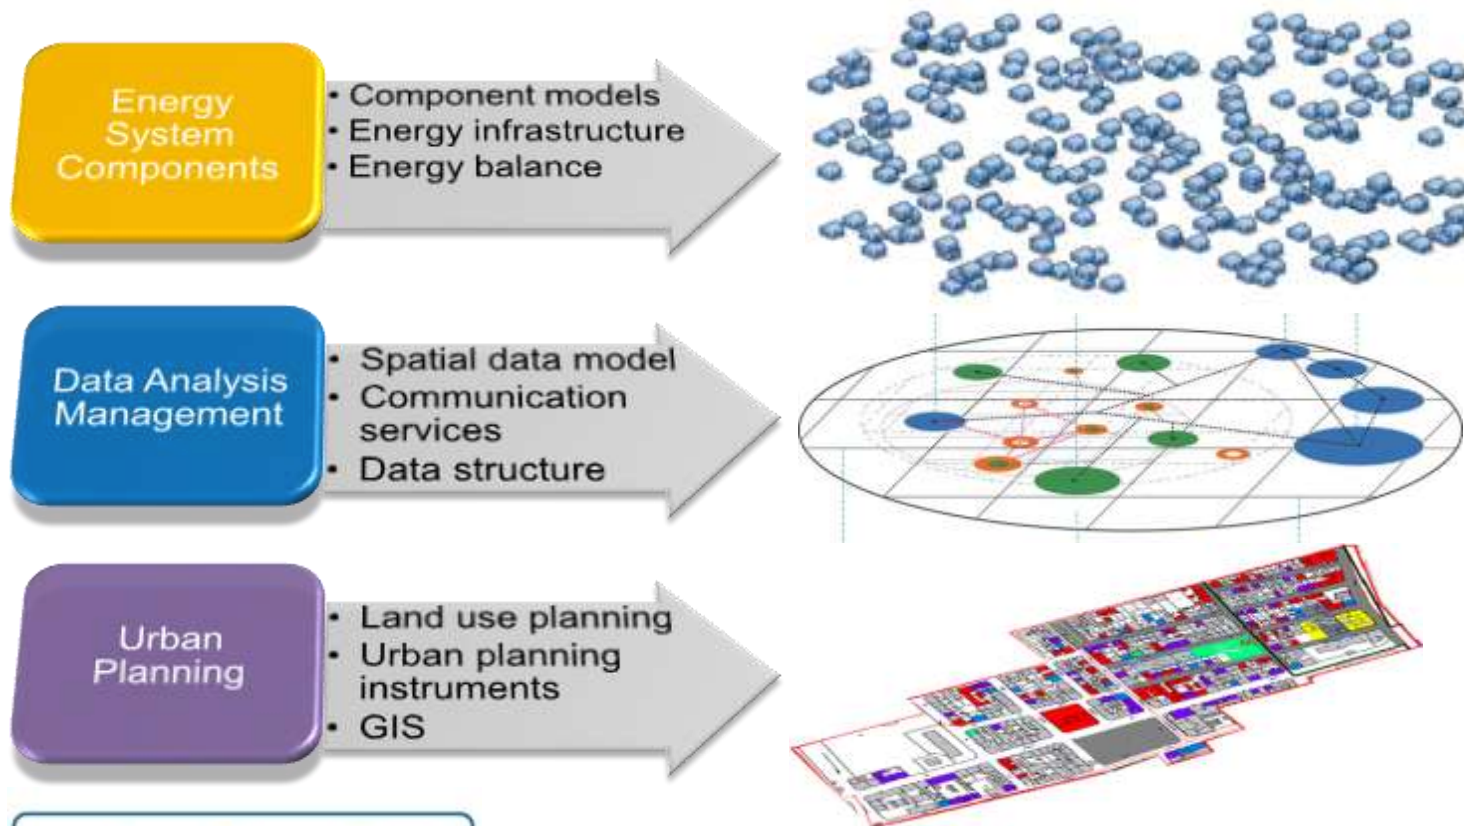 Energy
System
Components
• Component models
• Energy infrastructure
• Energy balance
Data Analysis
Management
• Spatial data model
• Communication
services
• Data structure
Urban
Planning
• Land use planning
• Urban planning
instruments
• GIS